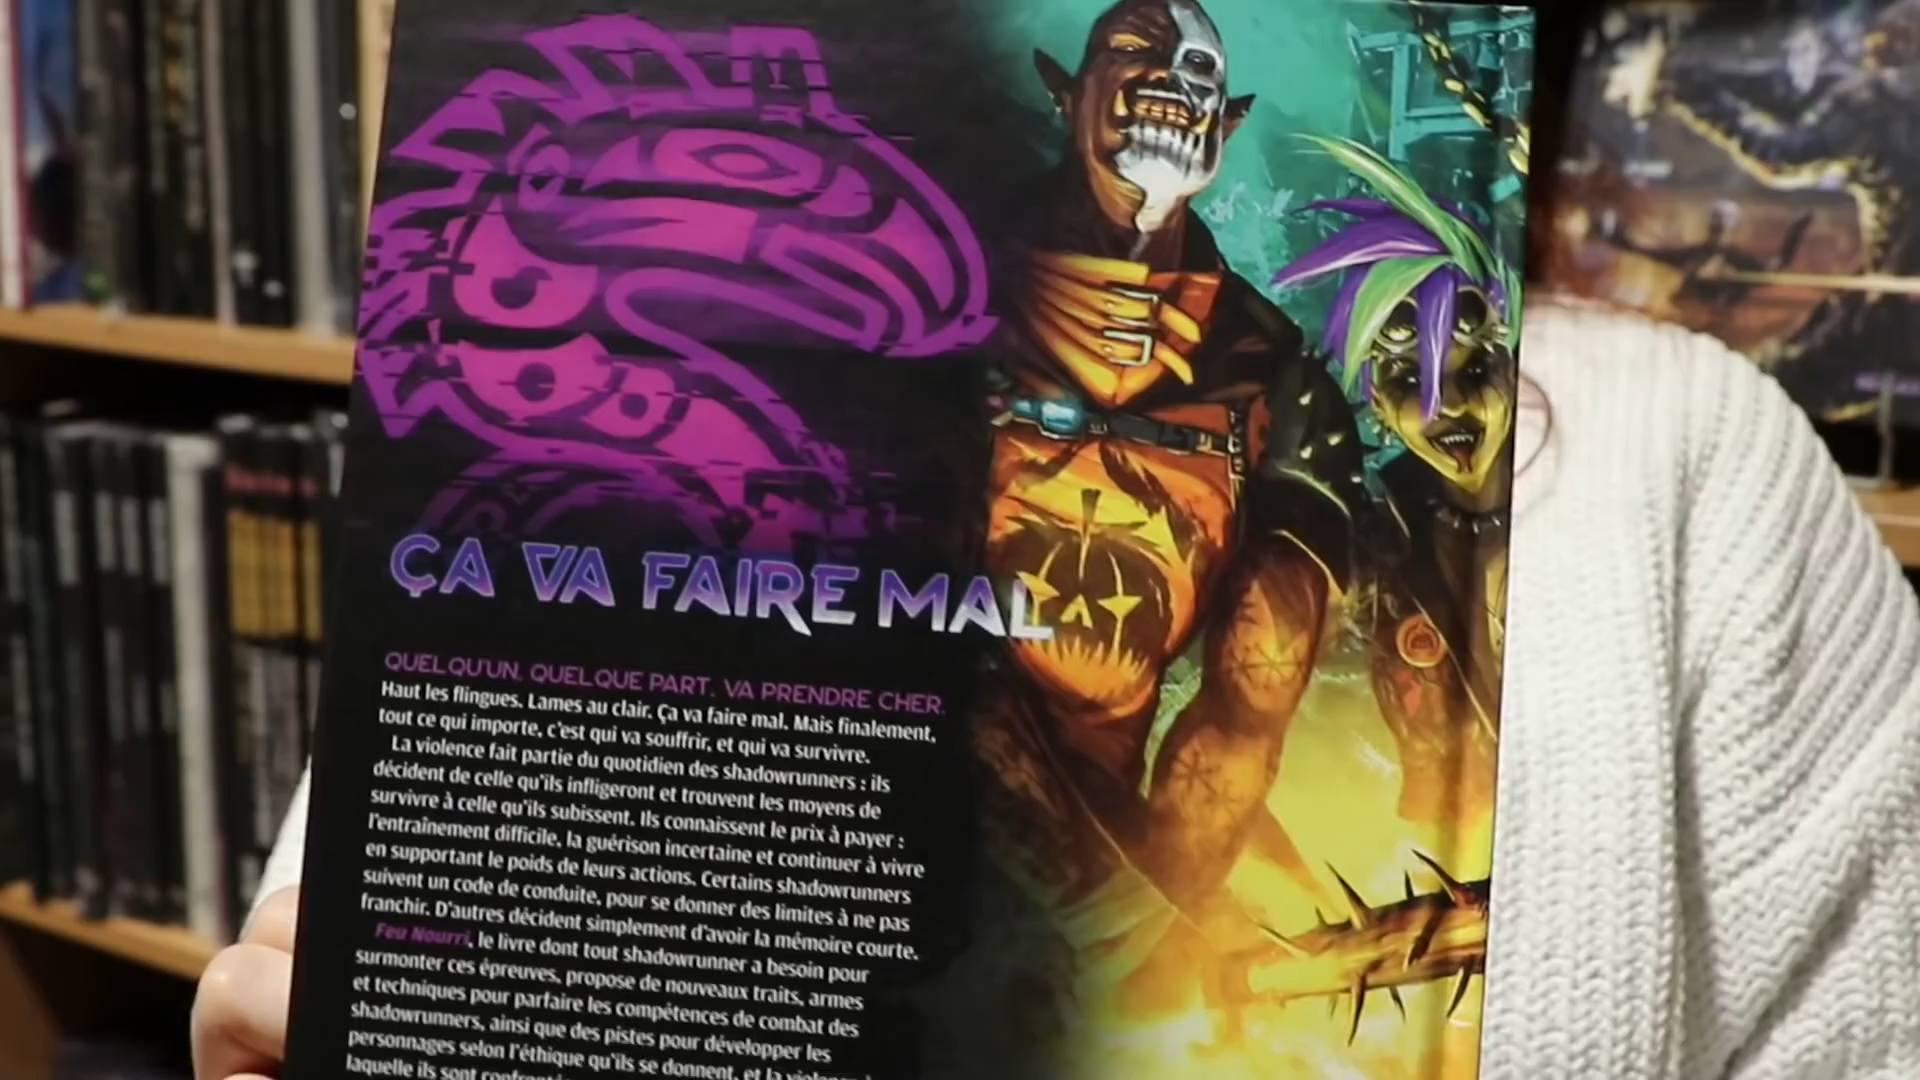 ÇA VA FAIRE MAL
QUELQU'UN, QUELQUE PART, VA PRENDRE CHER.
Haut les flingues. Lames au clair. Ça va faire mal. Mais finalement,
tout ce qui importe, c'est qui va souffrir, et qui va survivre.
La violence fait partie du quotidien des shadowrunners : ils
décident de celle qu'ils infligeront et trouvent les moyens de
survivre à celle qu'ils subissent. Ils connaissent le prix à payer :
l'entraînement difficile, la guérison incertaine et continuer à vivre
en supportant le poids de leurs actions. Certains shadowrunners
suivent un code de conduite, pour se donner des limites à ne pas
franchir. D'autres décident simplement d'avoir la mémoire courte.
Feu Nourri, le livre dont tout shadowrunner a besoin pour
surmonter ces épreuves, propose de nouveaux traits, armes
et techniques pour parfaire les compétences de combat des
shadowrunners, ainsi que des pistes pour développer les
personnages selon l'éthique qu'ils se donnent, et la
laquelle ils sont